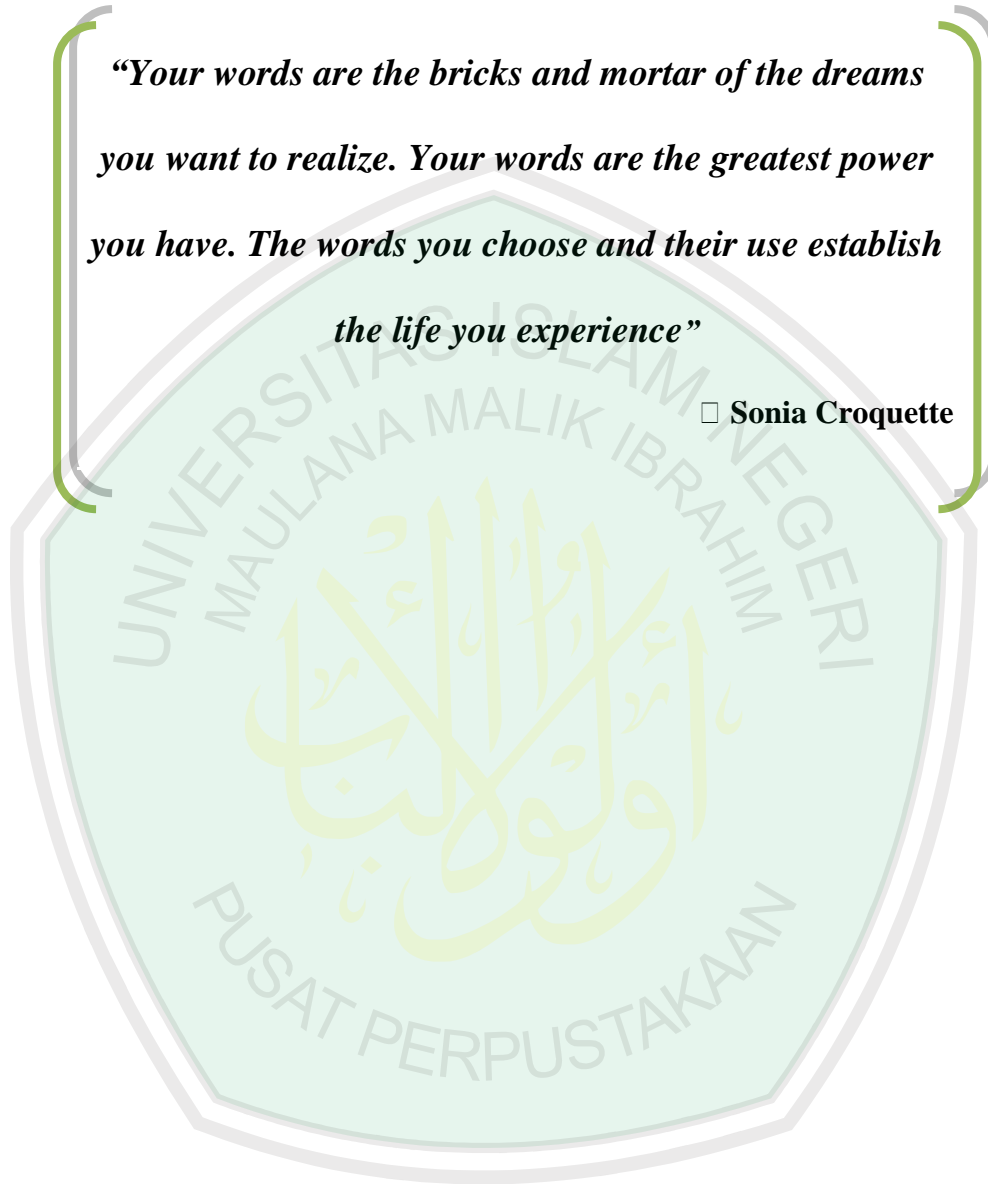 “Your words are the bricks and mortar of the dreams
you want to realize. Your words are the greatest power
you have. The words you choose and their use establish
the life you experience”
□ Sonia Croquette
UNIVERSITAS ISLAM NEGERI
MAULANA MALIK IBRAHIM
PUSAT PERPUSTAKAAN